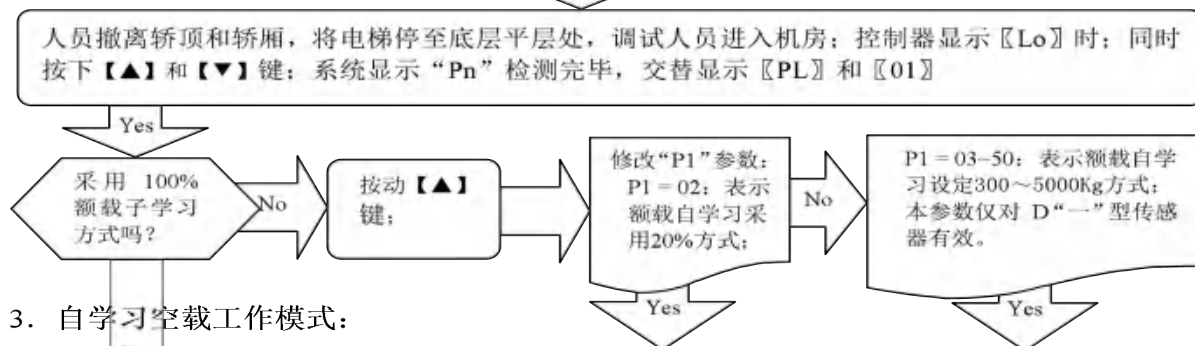 人员撤离轿顶和轿厢，将电梯停至底层平层处，调试人员进入机房；控制器显示〖Lo〗时；同时
按下【▲】和【▼】键；系统显示“Pn”检测完毕，交替显示〖PL〗和〖01〗
Yes
采用 100%
额载子学习
方式吗？
No
按动【▲】
键；
修改“P1”参数：
P1 = 02；表示
额载自学习采
用20%方式；
No
P1 = 03–50；表示额载自学
习设定300～5000Kg方式；
本参数仅对 D“一”型传感
器有效。
Yes
Yes
3. 自学习空载工作模式：